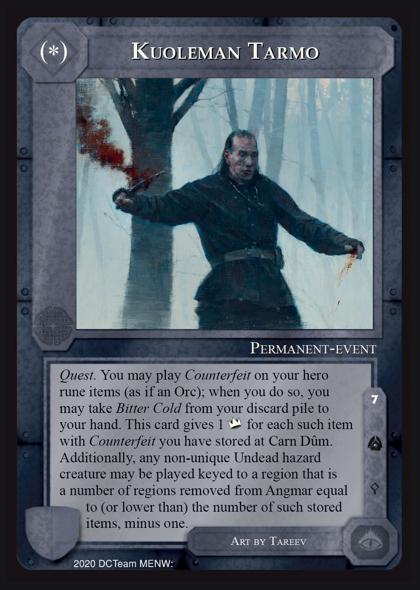 (*)
KUOLEMAN TARMO
PERMANENT-EVENT
Quest. You may play Counterfeit on your hero
rune items (as if an Orc); when you do so, you
may take Bitter Cold from your discard pile to
your hand. This card gives 1 for each such item
with Counterfeit you have stored at Carn Dûm.
Additionally, any non-unique Undead hazard
creature may be played keyed to a region that is
a number of regions removed from Angmar equal
to (or lower than) the number of such stored
items, minus one.
7
ART BY TAREEV
2020 DCTeam MENW: